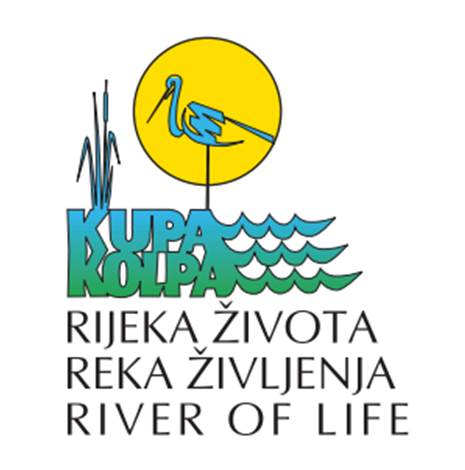 KUPA
KOLPA
RIJEKA ŽIVOTA
REKA ŽIVLJENJA
RIVER OF LIFE